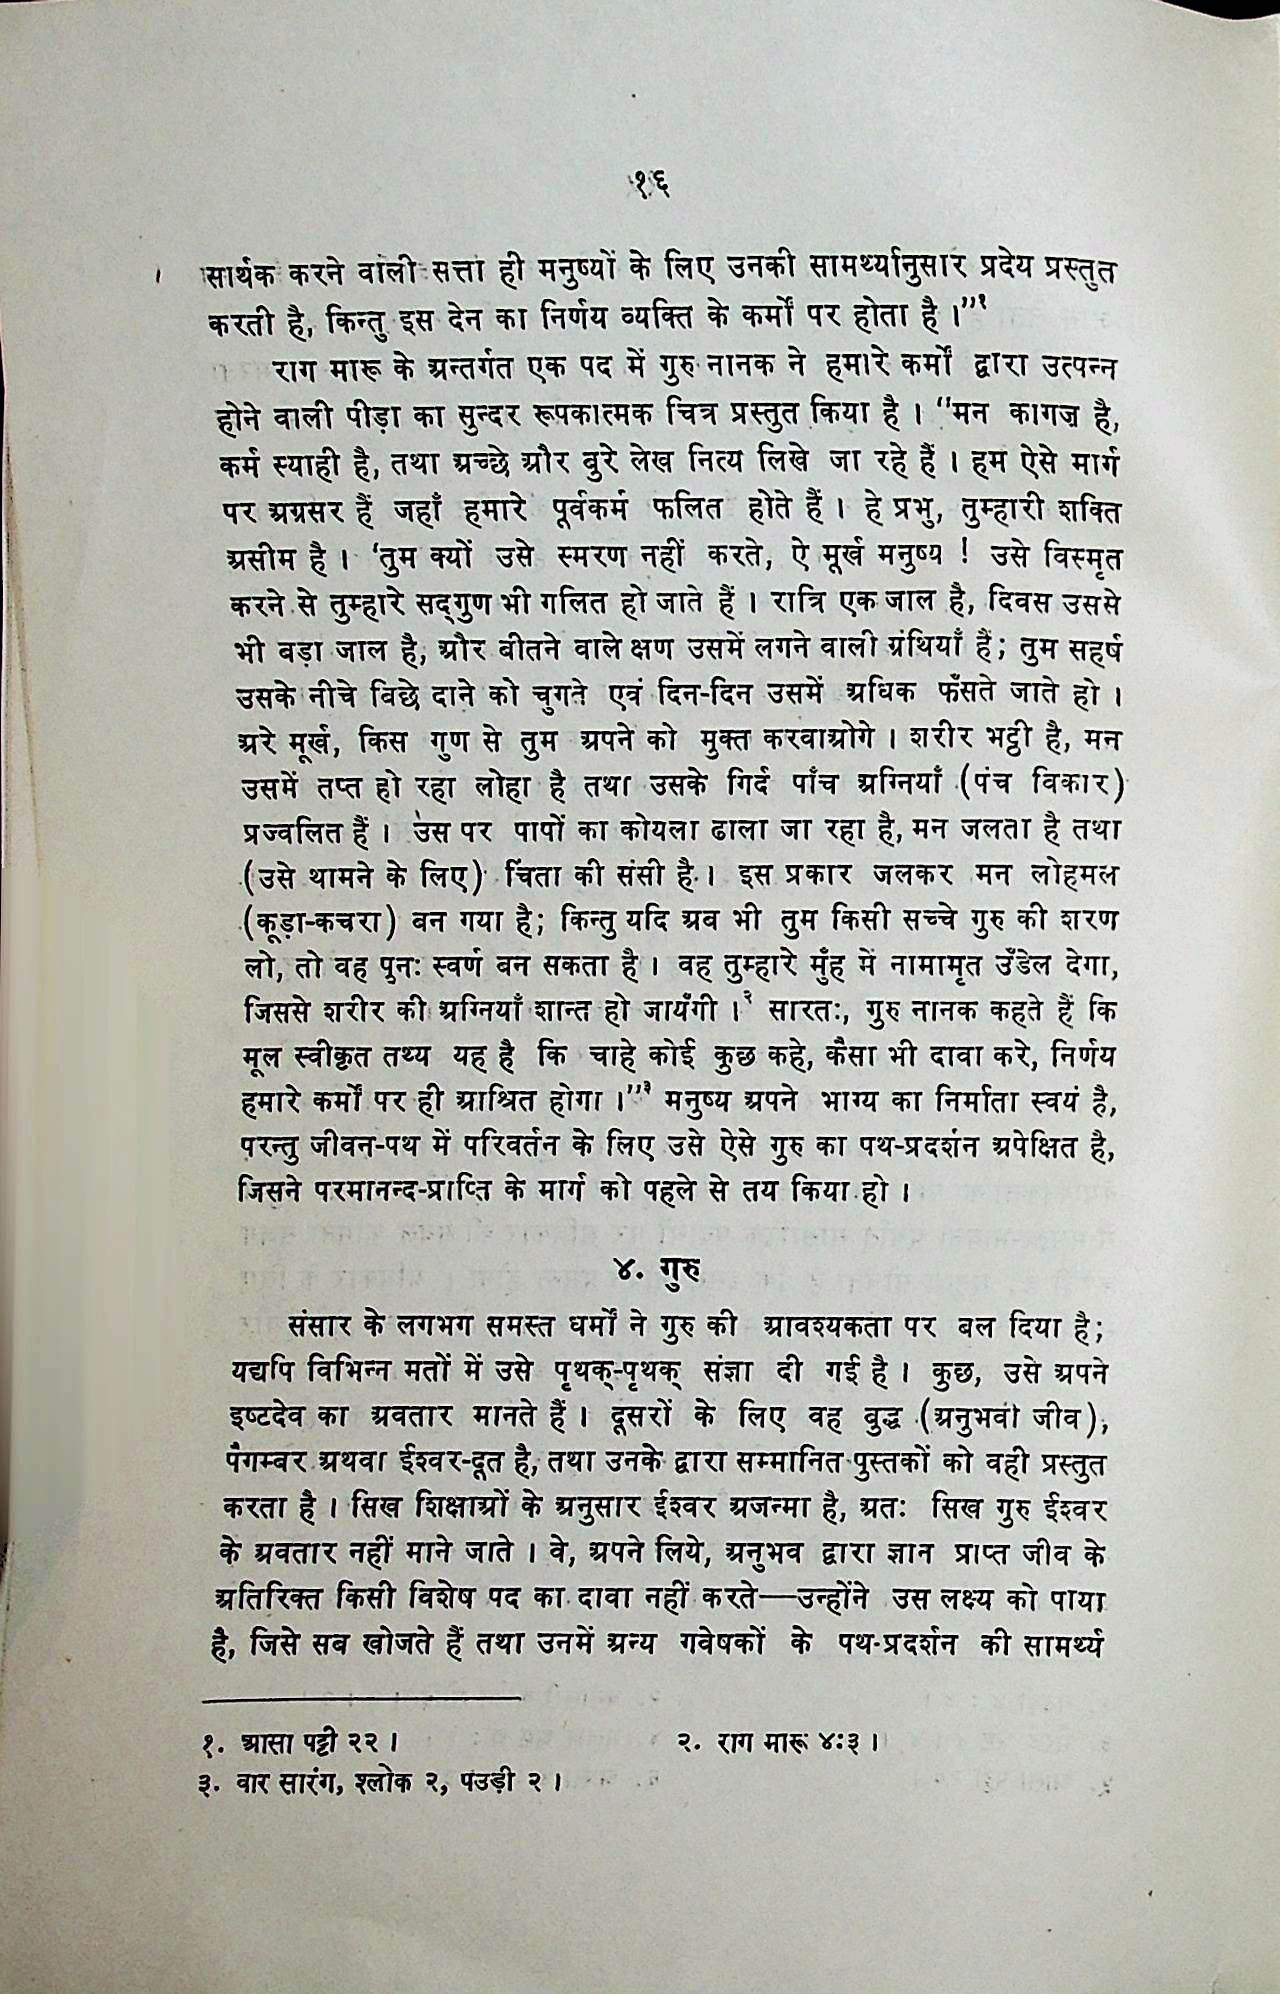 १६
सार्थक करने वाली सत्ता ही मनुष्यों के लिए उनकी सामर्थ्यानुसार प्रदेय प्रस्तुत
करती है, किन्तु इस देन का निर्णय व्यक्ति के कर्मों पर होता है ।”१
राग मारू के अन्तर्गत एक पद में गुरु नानक ने हमारे कर्मों द्वारा उत्पन्न
होने वाली पीड़ा का सुन्दर रूपकात्मक चित्र प्रस्तुत किया है । “मन कागज़ है,
कर्म स्याही है, तथा अच्छे और बुरे लेख नित्य लिखे जा रहे हैं । हम ऐसे मार्ग
पर अग्रसर हैं जहाँ हमारे पूर्वकर्म फलित होते हैं । हे प्रभु, तुम्हारी शक्ति
असीम है । ‘तुम क्यों उसे स्मरण नहीं करते, ऐ मूर्ख मनुष्य ! उसे विस्मृत
करने से तुम्हारे सद्‌गुण भी गलित हो जाते हैं । रात्रि एक जाल है, दिवस उससे
भी बड़ा जाल है, और बीतने वाले क्षण उसमें लगने वाली ग्रंथियाँ हैं; तुम सहर्ष
उसके नीचे बिछे दाने को चुगते एवं दिन-दिन उसमें अधिक फँसते जाते हो ।
अरे मूर्ख, किस गुण से तुम अपने को मुक्त करवाओगे । शरीर भट्ठी है, मन
उसमें तप्त हो रहा लोहा है तथा उसके गिर्द पाँच अग्नियाँ (पंच विकार)
प्रज्वलित हैं । उस पर पापों का कोयला ढाला जा रहा है, मन जलता है तथा
(उसे थामने के लिए) चिंता की संसी है । इस प्रकार जलकर मन लोहमल
(कूड़ा-कचरा) बन गया है; किन्तु यदि अब भी तुम किसी सच्चे गुरु की शरण
लो, तो वह पुनः स्वर्ण बन सकता है । वह तुम्हारे मुँह में नामामृत उँडेल देगा,
जिससे शरीर की अग्नियाँ शान्त हो जायँगी ।२ सारतः, गुरु नानक कहते हैं कि
मूल स्वीकृत तथ्य यह है कि चाहे कोई कुछ कहे, कैसा भी दावा करे, निर्णय
हमारे कर्मों पर ही आश्रित होगा ।”३ मनुष्य अपने भाग्य का निर्माता स्वयं है,
परन्तु जीवन-पथ में परिवर्तन के लिए उसे ऐसे गुरु का पथ-प्रदर्शन अपेक्षित है,
जिसने परमानन्द-प्राप्ति के मार्ग को पहले से तय किया हो ।
४. गुरु
संसार के लगभग समस्त धर्मों ने गुरु की आवश्यकता पर बल दिया है;
यद्यपि विभिन्न मतों में उसे पृथक्-पृथक् संज्ञा दी गई है । कुछ, उसे अपने
इष्टदेव का अवतार मानते हैं । दूसरों के लिए वह बुद्ध (अनुभवी जीव),
पैगम्बर अथवा ईश्वर-दूत है, तथा उनके द्वारा सम्मानित पुस्तकों को वही प्रस्तुत
करता है । सिख शिक्षाओं के अनुसार ईश्वर अजन्मा है, अतः सिख गुरु ईश्वर
के अवतार नहीं माने जाते । वे, अपने लिये, अनुभव द्वारा ज्ञान प्राप्त जीव के
अतिरिक्त किसी विशेष पद का दावा नहीं करते—उन्होंने उस लक्ष्य को पाया
है, जिसे सब खोजते हैं तथा उनमें अन्य गवेषकों के पथ-प्रदर्शन की सामर्थ्य
१. आसा पट्टी २२ । २. राग मारू ४:३ ।
३. वार सारंग, श्लोक २, पउड़ी २ ।